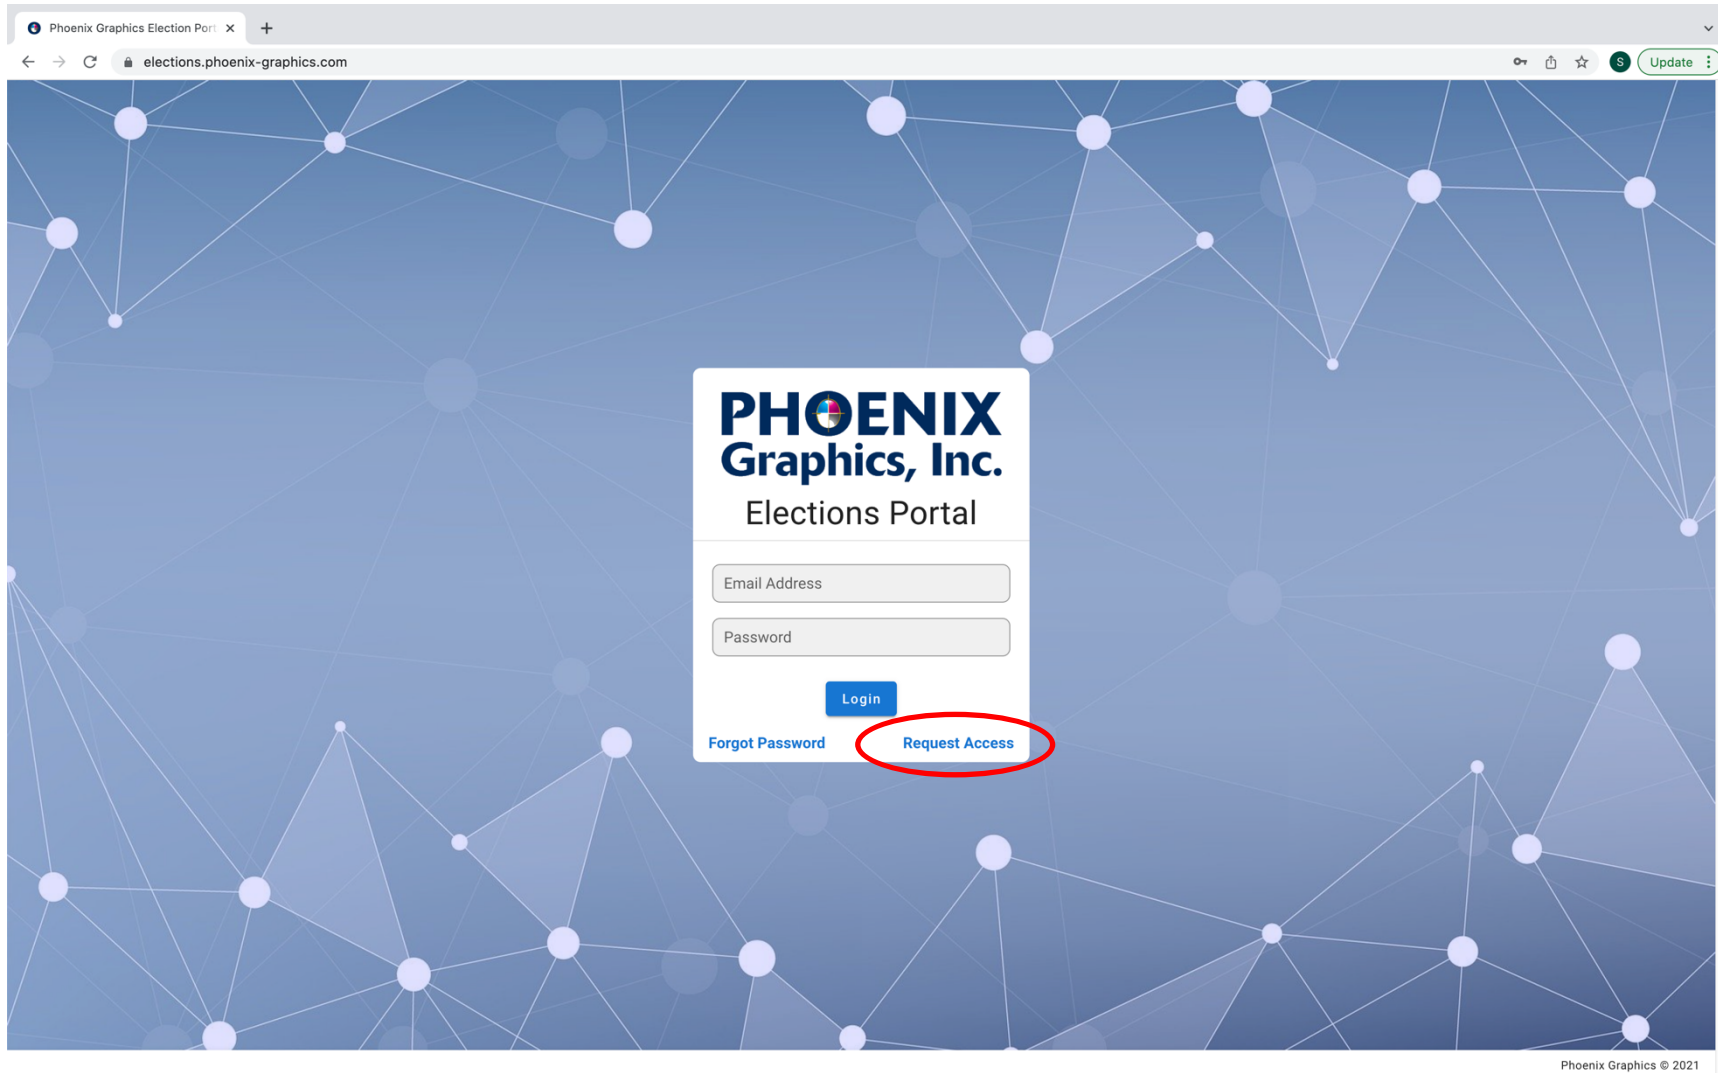 Phoenix Graphics Election Port
elections.phoenix-graphics.com
S
Update
PHOENIX
Graphics, Inc.
Elections Portal
Email Address
Password
Login
Forgot Password
Request Access
Phoenix Graphics © 2021